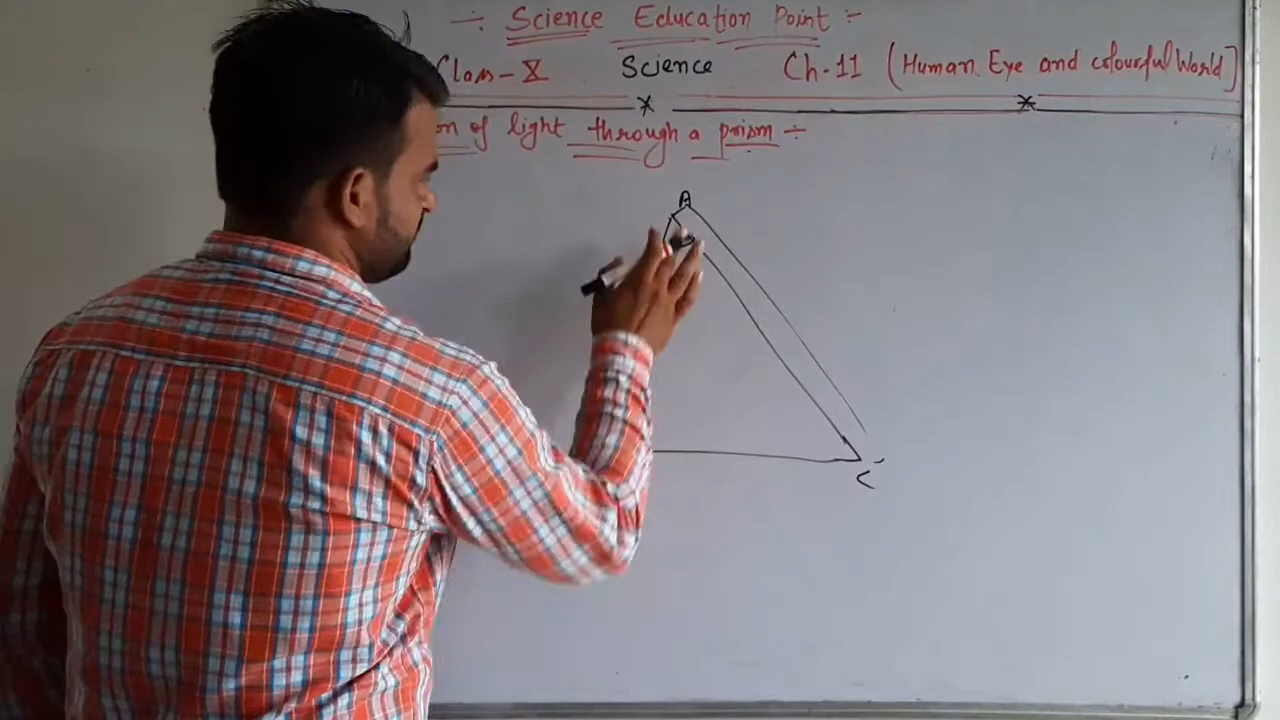 ÷ Science Education Point ÷
Class-X Science Ch-11 (Human Eye and colourful World)
of light through a prism ÷
A
C